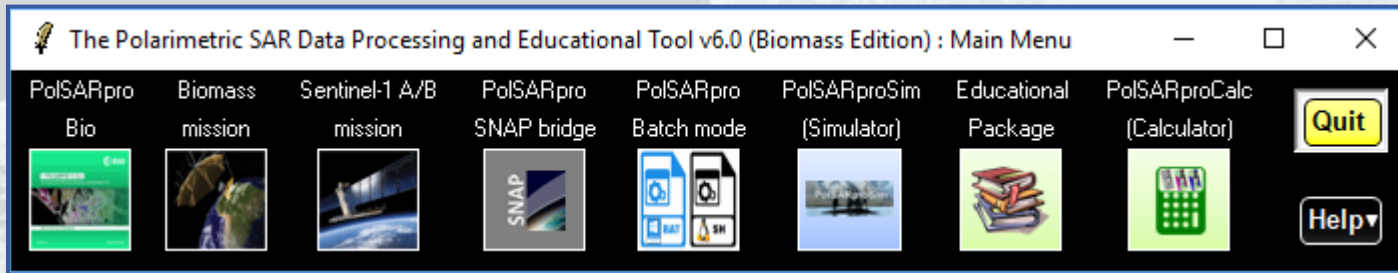 The Polarimetric SAR Data Processing and Educational Tool v6.0 (Biomass Edition) : Main Menu
PolSARpro Biomass Sentinel-1 A/B PolSARpro PolSARpro PolSARproSim Educational PolSARproCalc
Bio mission mission SNAP bridge Batch mode (Simulator) Package (Calculator)
Quit
esa
SNAP
PolSARproSim
BAT SH
Help